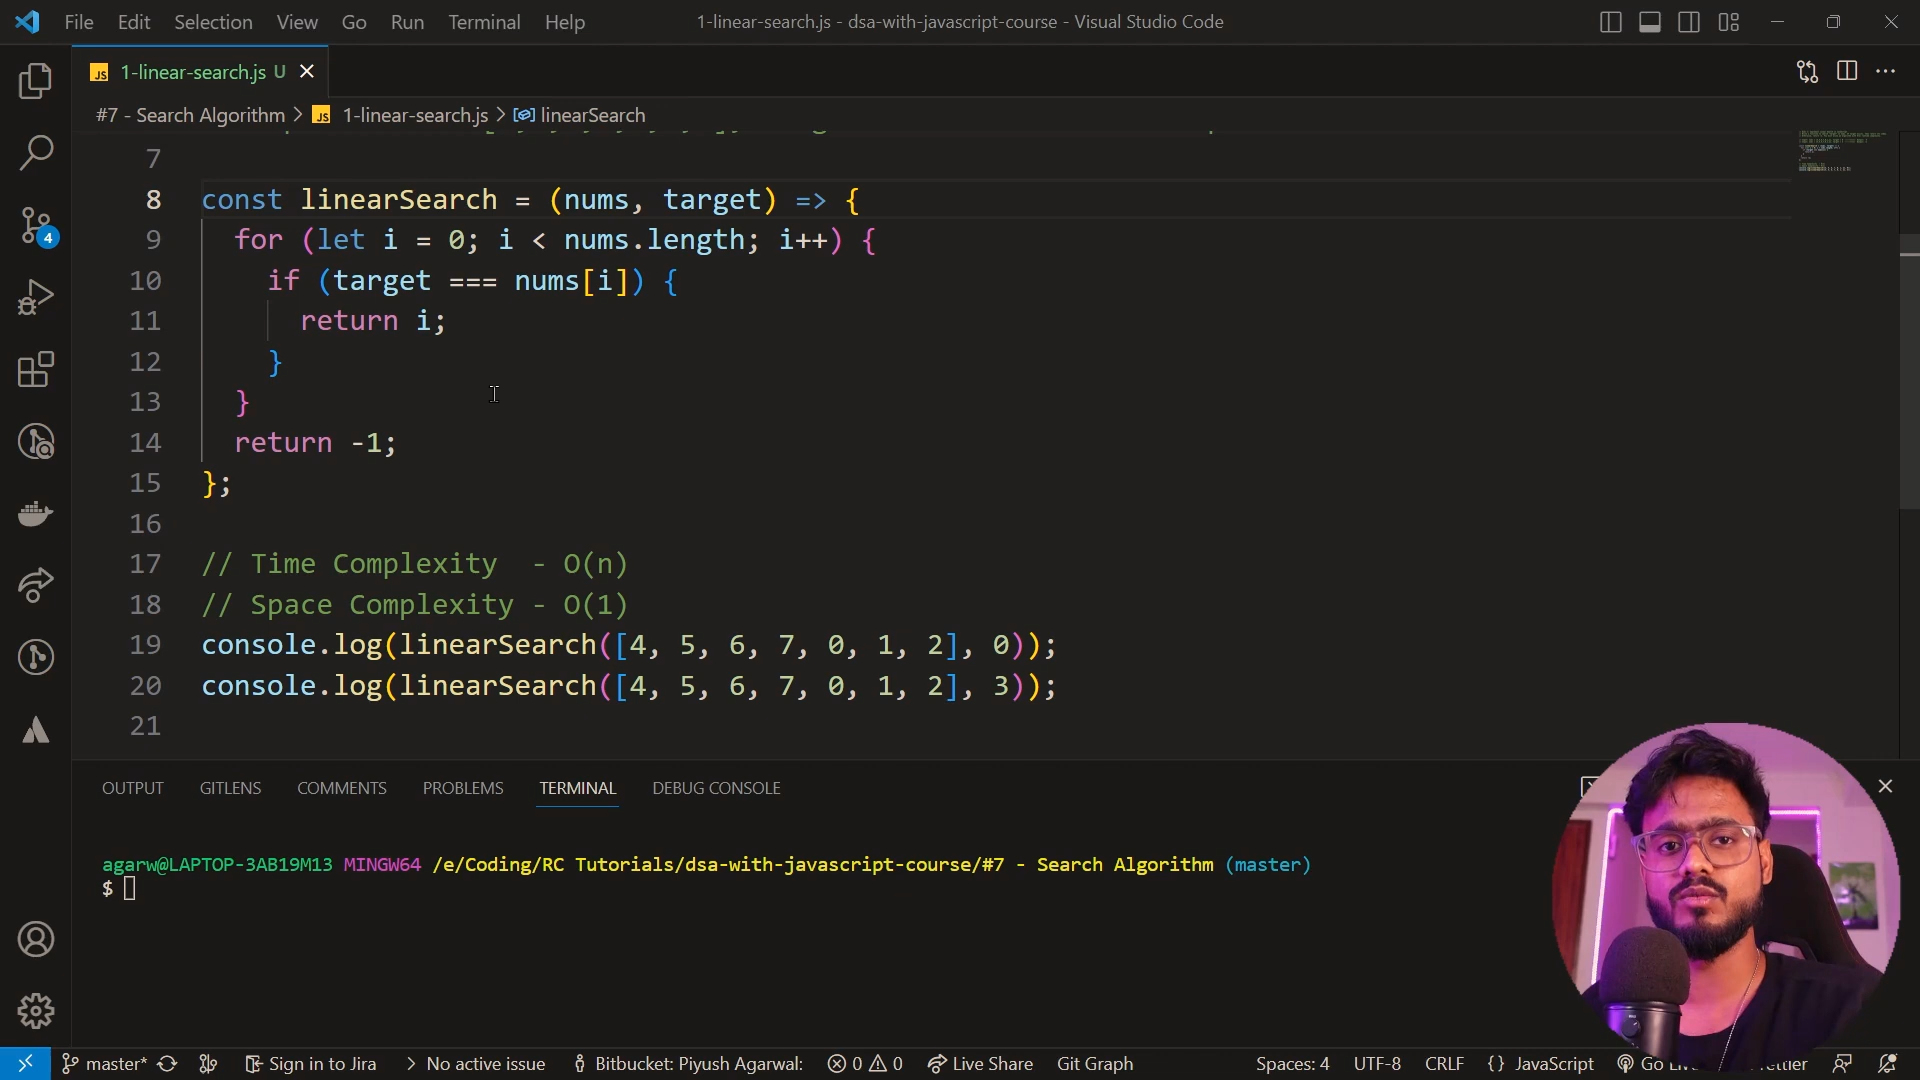 File Edit Selection View Go Run Terminal Help 1-linear-search.js - dsa-with-javascript-course - Visual Studio Code
JS 1-linear-search.js U
#7 - Search Algorithm > JS 1-linear-search.js > linearSearch
7
8 const linearSearch = (nums, target) => {
9 for (let i = 0; i < nums.length; i++) {
10 if (target === nums[i]) {
11 return i;
12 }
13 }
14 return -1;
15 };
16
17 // Time Complexity  - O(n)
18 // Space Complexity - O(1)
19 console.log(linearSearch([4, 5, 6, 7, 0, 1, 2], 0));
20 console.log(linearSearch([4, 5, 6, 7, 0, 1, 2], 3));
21
4
OUTPUT GITLENS COMMENTS PROBLEMS TERMINAL DEBUG CONSOLE
agarw@LAPTOP-3AB19M13 MINGW64 /e/Coding/RC Tutorials/dsa-with-javascript-course/#7 - Search Algorithm (master)
$
master* Sign in to Jira > No active issue Bitbucket: Piyush Agarwal: 0 0 Live Share Git Graph Spaces: 4 UTF-8 CRLF {} JavaScript Go